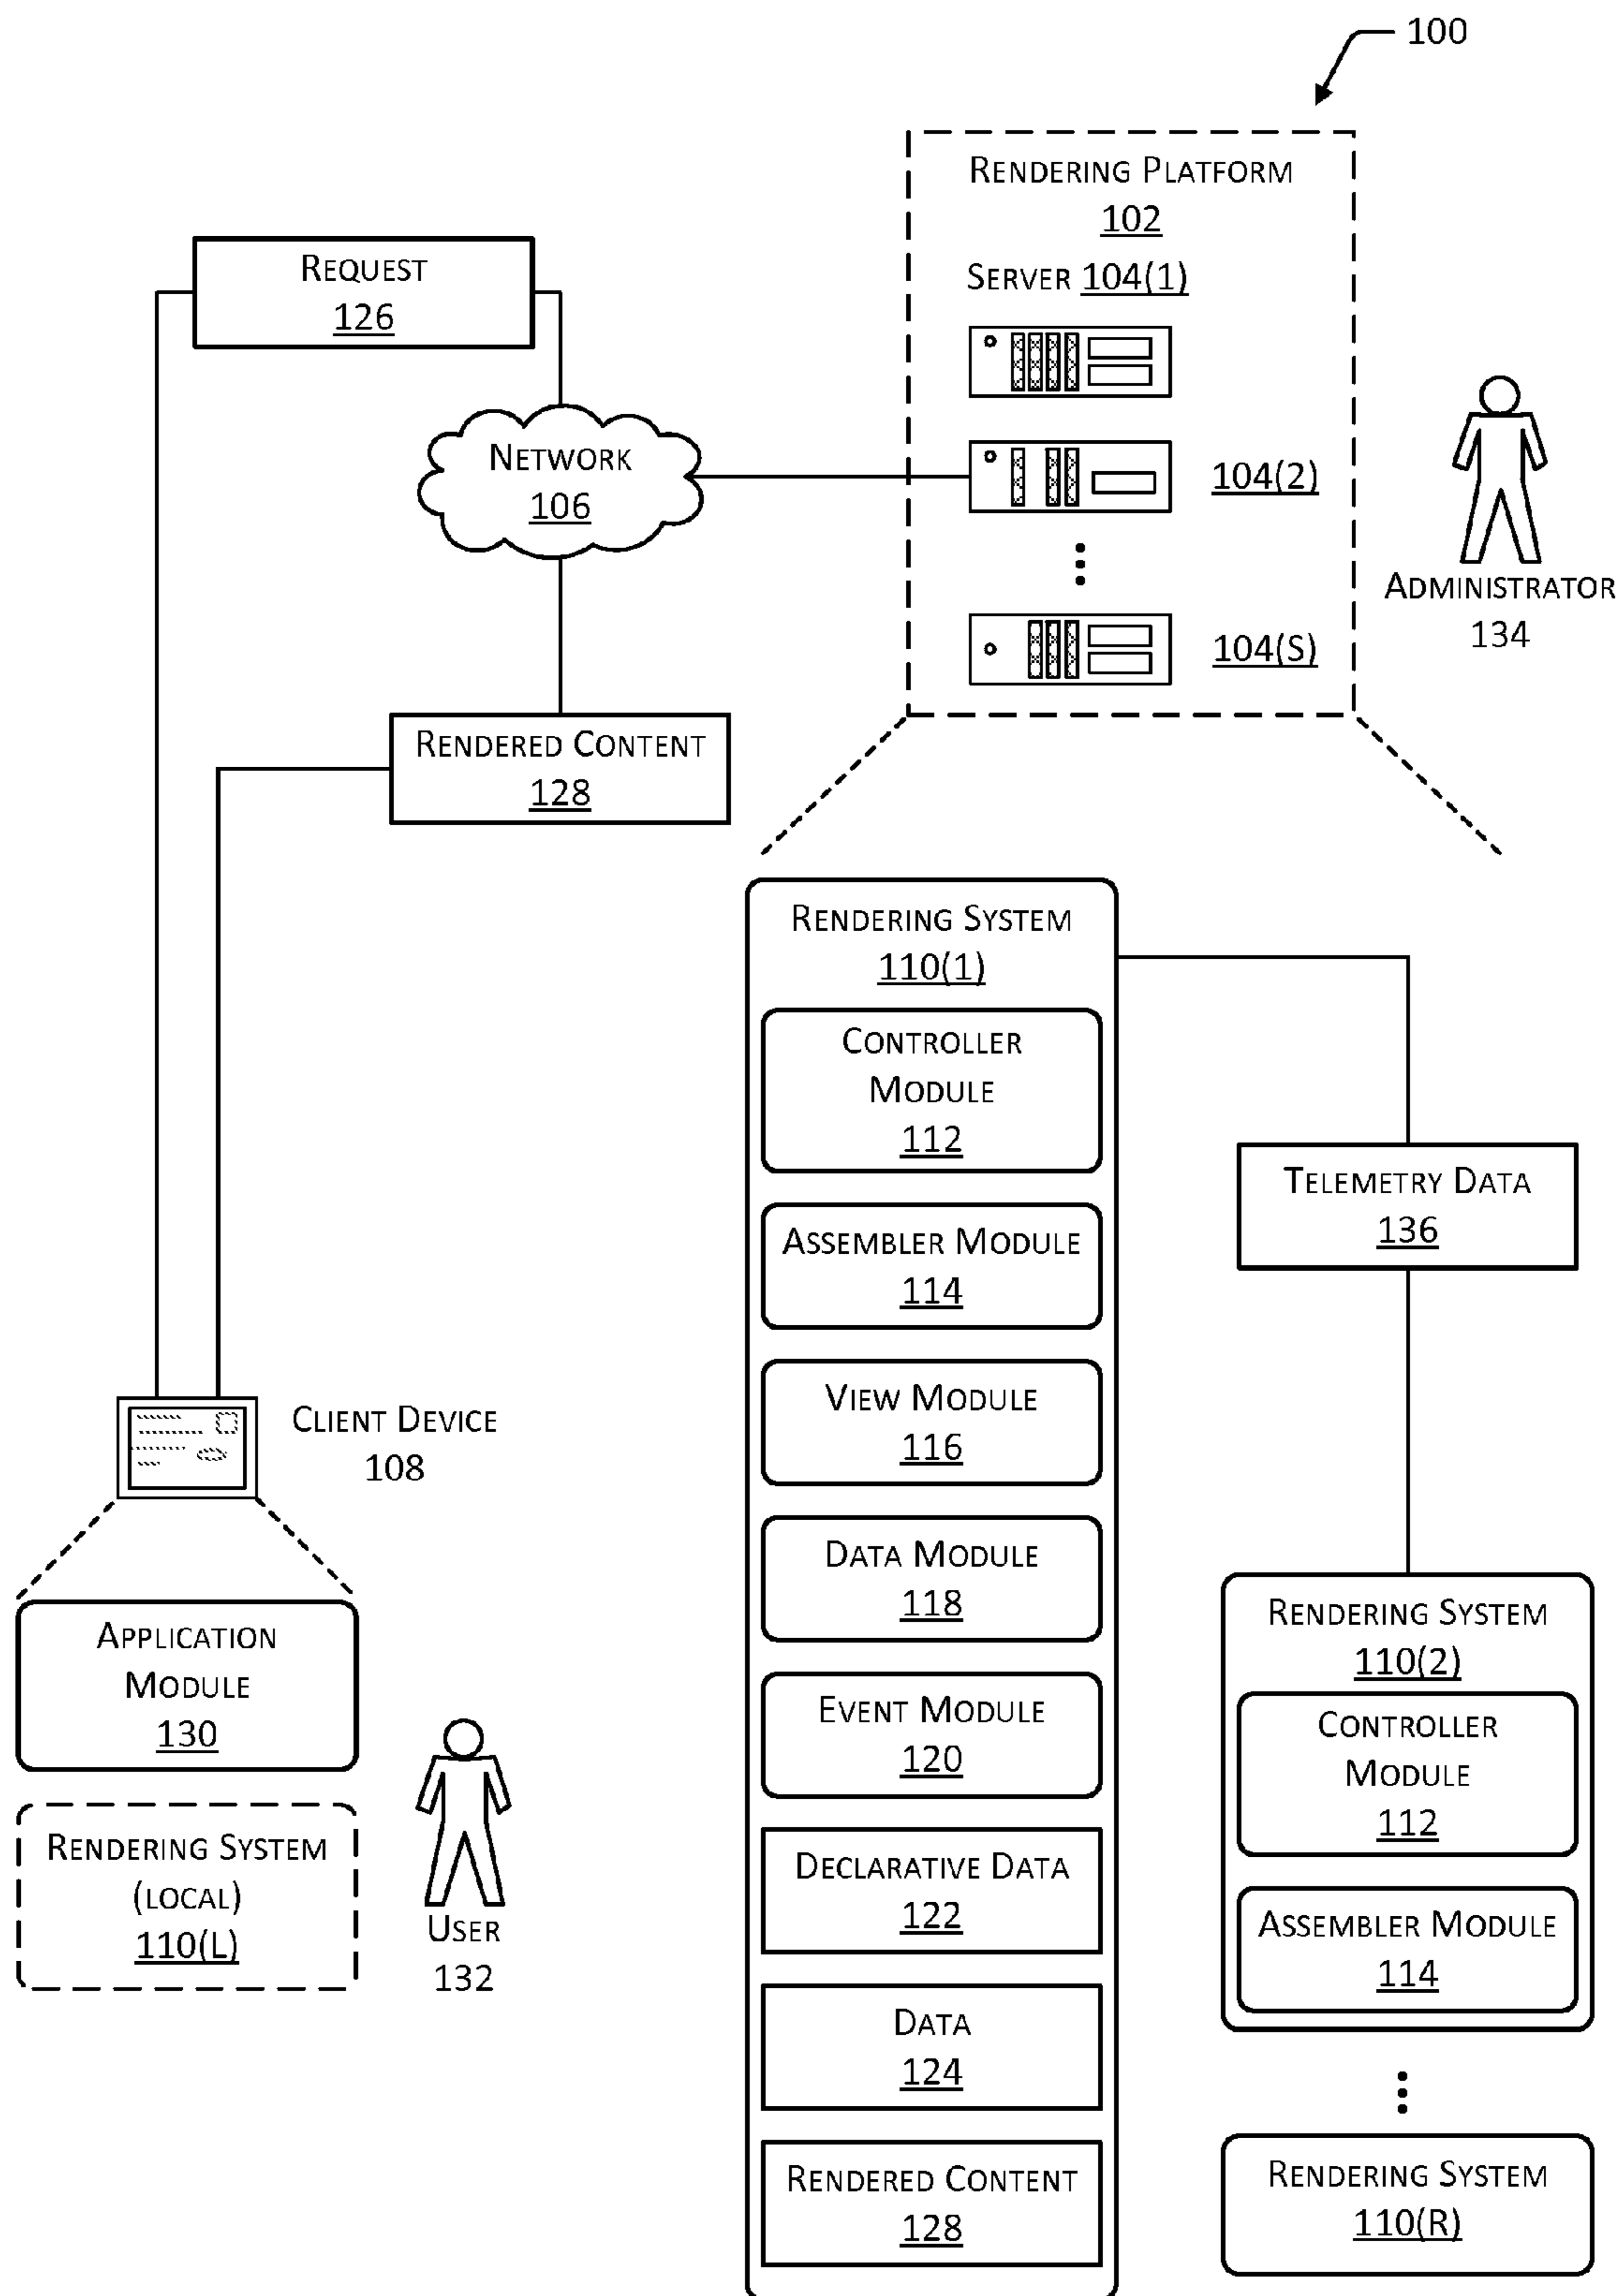 100
RENDERING PLATFORM
102
SERVER 104(1)
104(2)
104(S)
ADMINISTRATOR
134
REQUEST
126
NETWORK
106
RENDERED CONTENT
128
RENDERING SYSTEM
110(1)
CONTROLLER
MODULE
112
ASSEMBLER MODULE
114
VIEW MODULE
116
DATA MODULE
118
EVENT MODULE
120
DECLARATIVE DATA
122
DATA
124
RENDERED CONTENT
128
TELEMETRY DATA
136
RENDERING SYSTEM
110(2)
CONTROLLER
MODULE
112
ASSEMBLER MODULE
114
RENDERING SYSTEM
110(R)
CLIENT DEVICE
108
APPLICATION
MODULE
130
RENDERING SYSTEM
(LOCAL)
110(L)
USER
132